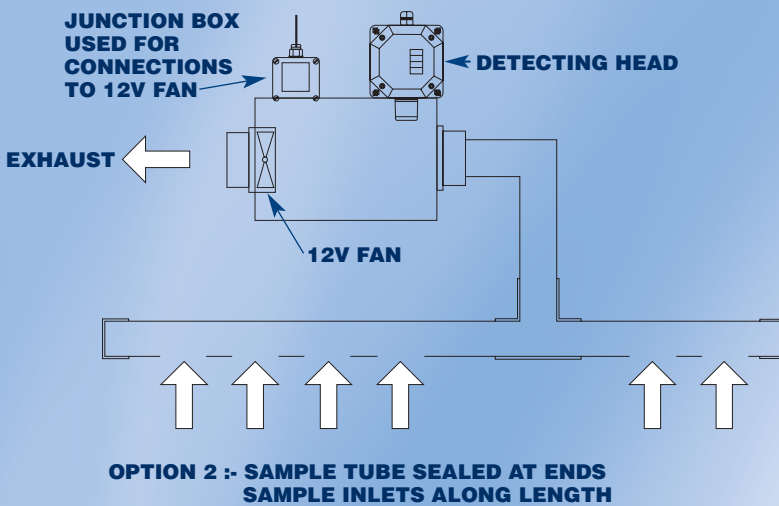 JUNCTION BOX
USED FOR
CONNECTIONS
TO 12V FAN
DETECTING HEAD
EXHAUST
12V FAN
OPTION 2 :- SAMPLE TUBE SEALED AT ENDS
SAMPLE INLETS ALONG LENGTH